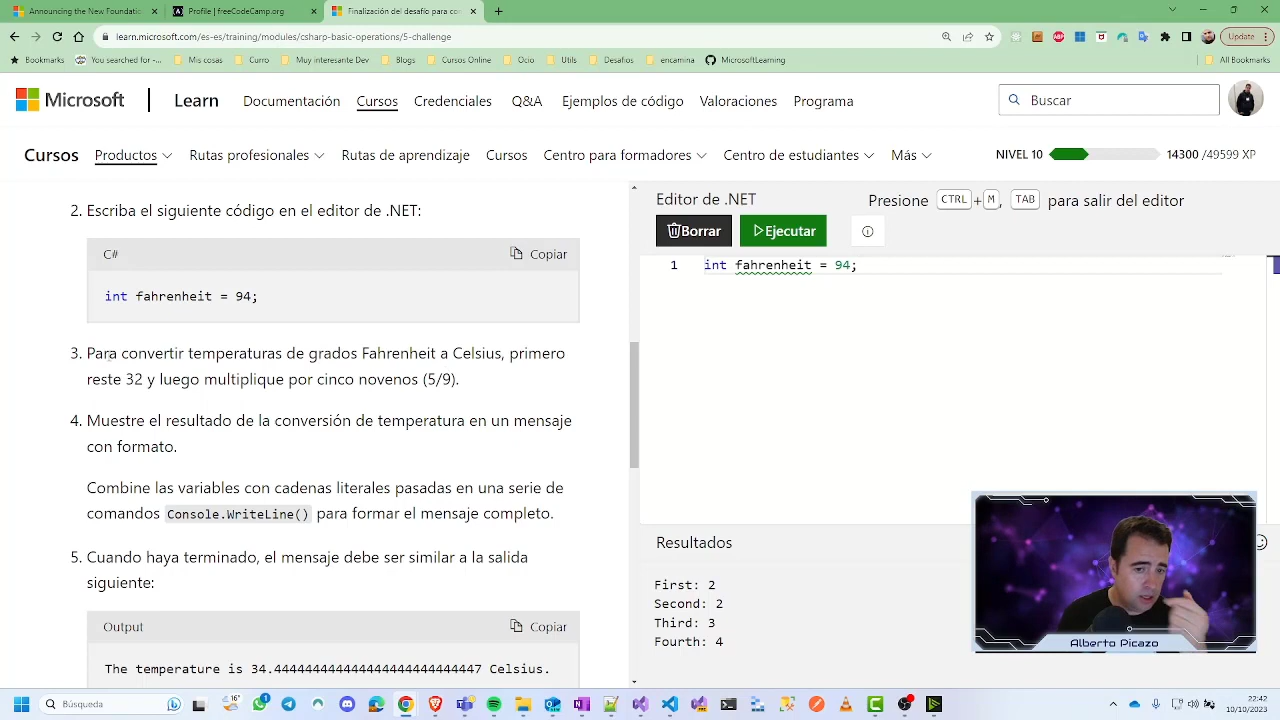 Announcing the New Foundatic
Profile | freeCodeCamp.org
Finalización del desafío para coc
learn.microsoft.com/es-es/training/modules/csharp-basic-operations/5-challenge
Update
Bookmarks
You searched for -...
Mis cosas
Curro
Muy interesante Dev
Blogs
Cursos Online
Ocio
Utils
Desafios
encamina
MicrosoftLearning
All Bookmarks
Microsoft
Learn
Documentación
Cursos
Credenciales
Q&A
Ejemplos de código
Valoraciones
Programa
Buscar
Cursos
Productos
Rutas profesionales
Rutas de aprendizaje
Cursos
Centro para formadores
Centro de estudiantes
Más
NIVEL 10
14300 /49599 XP
2. Escriba el siguiente código en el editor de .NET:
C#
Copiar
int fahrenheit = 94;
3. Para convertir temperaturas de grados Fahrenheit a Celsius, primero
reste 32 y luego multiplique por cinco novenos (5/9).
4. Muestre el resultado de la conversión de temperatura en un mensaje
con formato.
Combine las variables con cadenas literales pasadas en una serie de
comandos Console.WriteLine() para formar el mensaje completo.
5. Cuando haya terminado, el mensaje debe ser similar a la salida
siguiente:
Output
Copiar
The temperature is 34.444444444444444444444444447 Celsius.
Editor de .NET
Presione CTRL+M, TAB para salir del editor
Borrar
Ejecutar
1 int fahrenheit = 94;
Resultados
First: 2
Second: 2
Third: 3
Fourth: 4
Alberto Picazo
Búsqueda
16°
1
22:42
10/10/2023